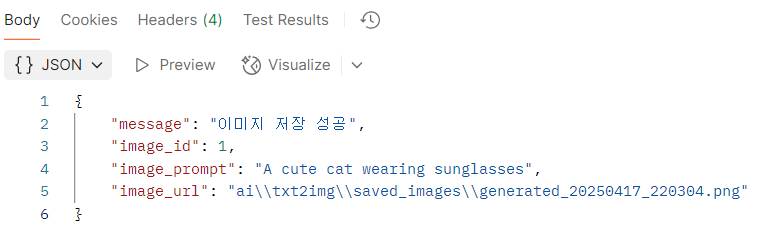 Body Cookies Headers (4) Test Results
{} JSON Preview Visualize
1 {
2 "message": "이미지 저장 성공",
3 "image_id": 1,
4 "image_prompt": "A cute cat wearing sunglasses",
5 "image_url": "ai\\txt2img\\saved_images\\generated_20250417_220304.png"
6 }